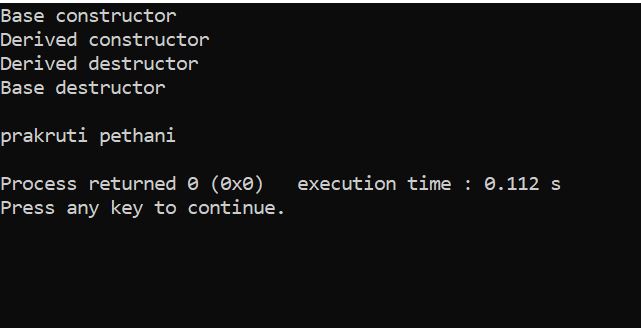 Base constructor
Derived constructor
Derived destructor
Base destructor
prakruti pethani
Process returned 0 (0x0)   execution time : 0.112 s
Press any key to continue.